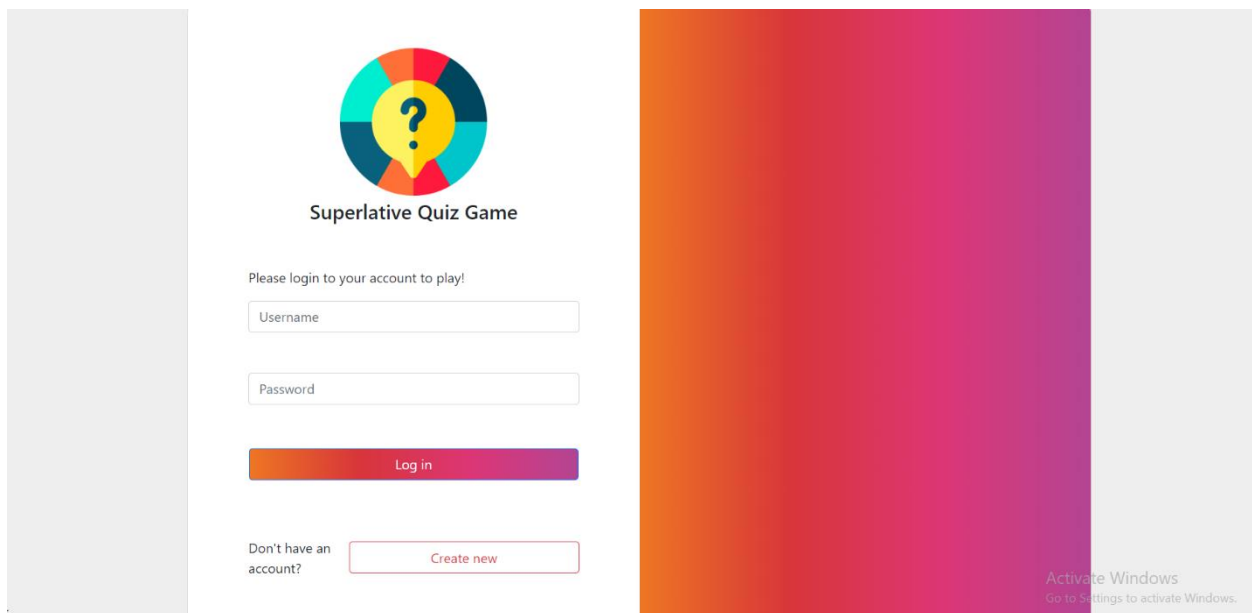 ?
Superlative Quiz Game
Please login to your account to play!
Username
Password
Log in
Don't have an
account?
Create new
Activate Windows
Go to Settings to activate Windows.